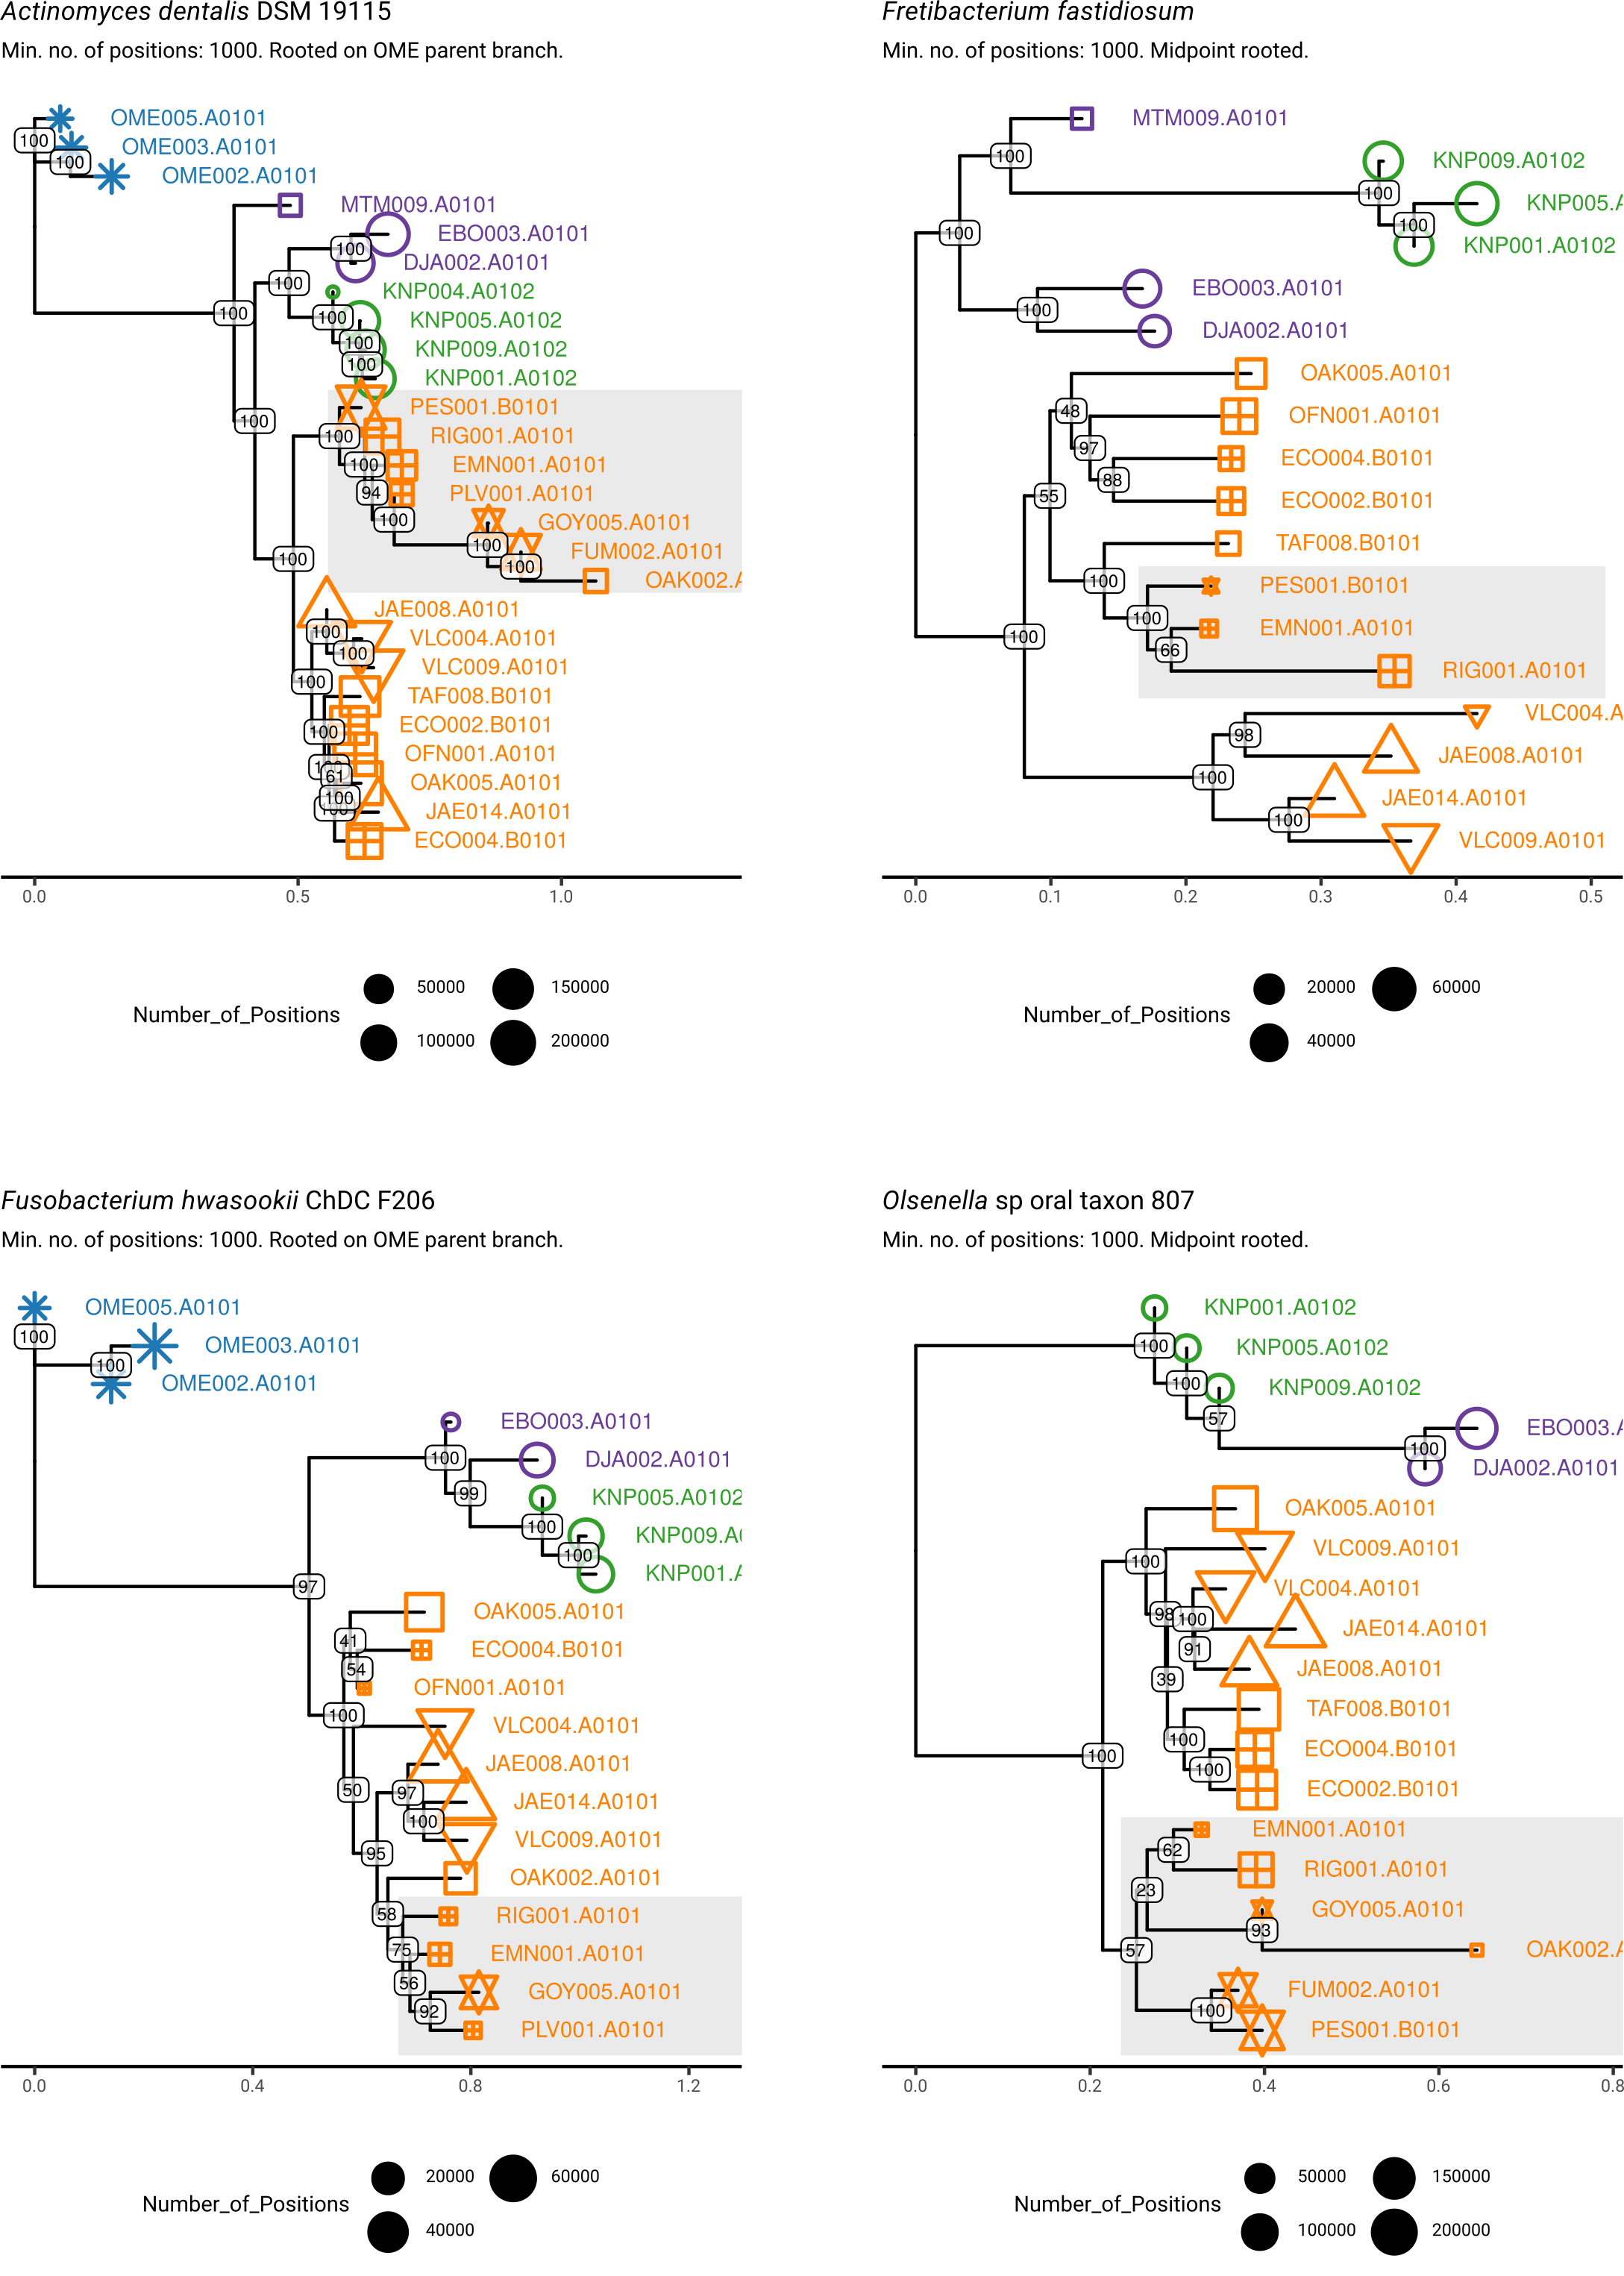 Actinomyces dentalis DSM 19115
Min. no. of positions: 1000. Rooted on OME parent branch.
OME005.A0101
100
OME003.A0101
100
OME002.A0101
MTM009.A0101
EBO003.A0101
100
DJA002.A0101
100
KNP004.A0102
100
100
KNP005.A0102
100
KNP009.A0102
100
KNP001.A0102
PES001.B0101
100
100
RIG001.A0101
100
EMN001.A0101
94
PLV001.A0101
100
GOY005.A0101
100
FUM002.A0101
100
100
OAK002.A
JAE008.A0101
100
VLC004.A0101
100
VLC009.A0101
100
TAF008.B0101
ECO002.B0101
100
OFN001.A0101
61
OAK005.A0101
100
JAE014.A0101
ECO004.B0101
0.0 0.5 1.0
Number_of_Positions
50000 150000
100000 200000
Fretibacterium fastidiosum
Min. no. of positions: 1000. Midpoint rooted.
MTM009.A0101
100
KNP009.A0102
100
KNP005.A
100
100
KNP001.A0102
EBO003.A0101
100
DJA002.A0101
OAK005.A0101
48
OFN001.A0101
97
ECO004.B0101
88
55
ECO002.B0101
TAF008.B0101
100
PES001.B0101
100
EMN001.A0101
100
66
RIG001.A0101
VLC004.A
98
JAE008.A0101
100
JAE014.A0101
100
VLC009.A0101
0.0 0.1 0.2 0.3 0.4 0.5
Number_of_Positions
20000 60000
40000
Fusobacterium hwasookii ChDC F206
Min. no. of positions: 1000. Rooted on OME parent branch.
OME005.A0101
100
OME003.A0101
100
OME002.A0101
EBO003.A0101
100
DJA002.A0101
99
KNP005.A0102
100
KNP009.A0
100
KNP001.A
97
OAK005.A0101
41
ECO004.B0101
54
OFN001.A0101
100
VLC004.A0101
JAE008.A0101
50
97
JAE014.A0101
100
VLC009.A0101
95
OAK002.A0101
58
RIG001.A0101
75
EMN001.A0101
56
GOY005.A0101
92
PLV001.A0101
0.0 0.4 0.8 1.2
Number_of_Positions
20000 60000
40000
Olsenella sp oral taxon 807
Min. no. of positions: 1000. Midpoint rooted.
KNP001.A0102
100
KNP005.A0102
100
KNP009.A0102
57
EBO003.A
100
DJA002.A0101
OAK005.A0101
VLC009.A0101
100
VLC004.A0101
98
100
JAE014.A0101
91
JAE008.A0101
39
TAF008.B0101
100
ECO004.B0101
100
100
ECO002.B0101
EMN001.A0101
62
RIG001.A0101
23
GOY005.A0101
93
57
OAK002.A
FUM002.A0101
100
PES001.B0101
0.0 0.2 0.4 0.6 0.8
Number_of_Positions
50000 150000
100000 200000